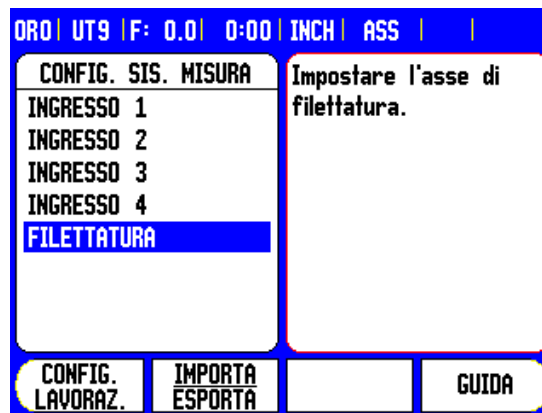 ORO| UT9 |F: 0.0| 0:00| INCH| ASS | |
CONFIG. SIS. MISURA
INGRESSO 1
INGRESSO 2
INGRESSO 3
INGRESSO 4
FILETTATURA
Impostare l'asse di
filettatura.
CONFIG.
LAVORAZ.
IMPORTA
ESPORTA
GUIDA